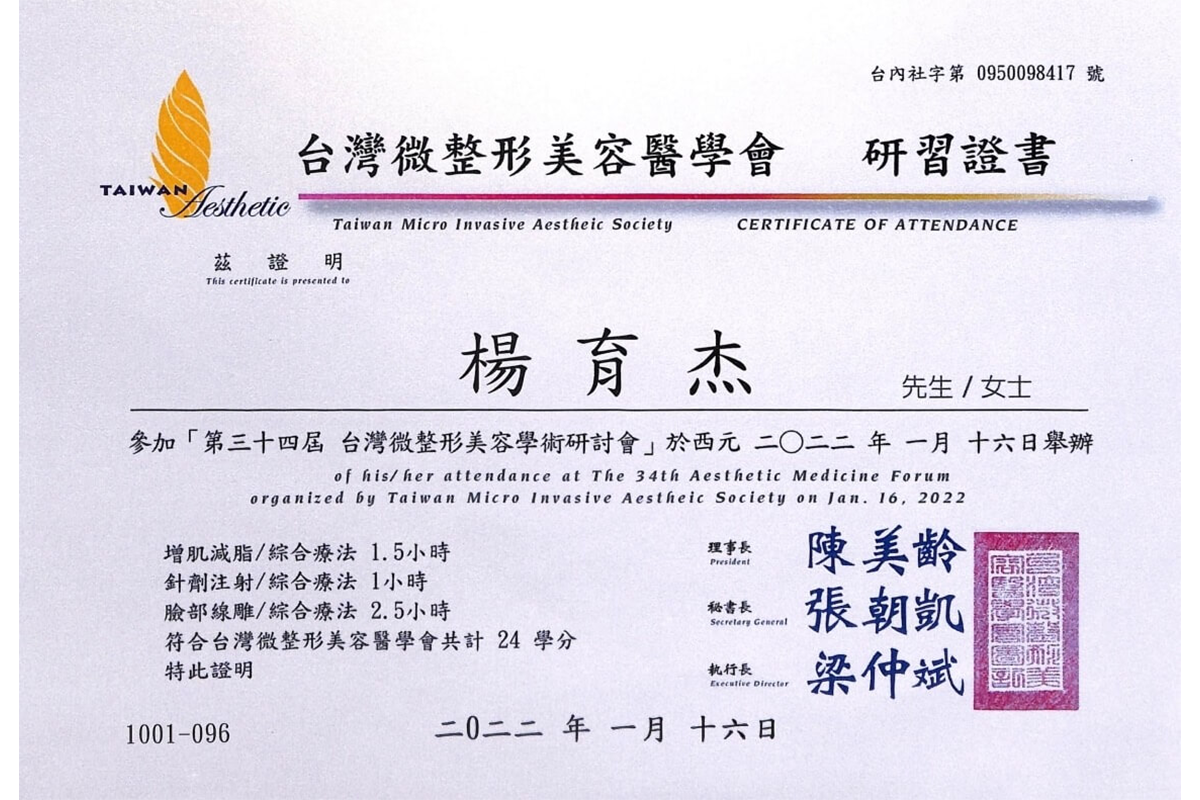 台內社字第 0950098417 號
TAIWAN
Aesthetic
台灣微整形美容醫學會 研習證書
Taiwan Micro Invasive Aestheic Society CERTIFICATE OF ATTENDANCE
茲 證 明
This certificate is presented to
楊 育 杰
先生 / 女士
參加「第三十四屆 台灣微整形美容學術研討會」於西元 二〇二二 年 一月 十六日舉辦
of his/her attendance at The 34th Aesthetic Medicine Forum
organized by Taiwan Micro Invasive Aestheic Society on Jan. 16, 2022
增肌減脂/綜合療法 1.5小時
針劑注射/綜合療法 1小時
臉部線雕/綜合療法 2.5小時
符合台灣微整形美容醫學會共計 24 學分
特此證明
理事長 陳美齡
President
秘書長 張朝凱
Secretary General
執行長 梁仲斌
Executive Director
1001-096
二0二二 年 一月 十六日